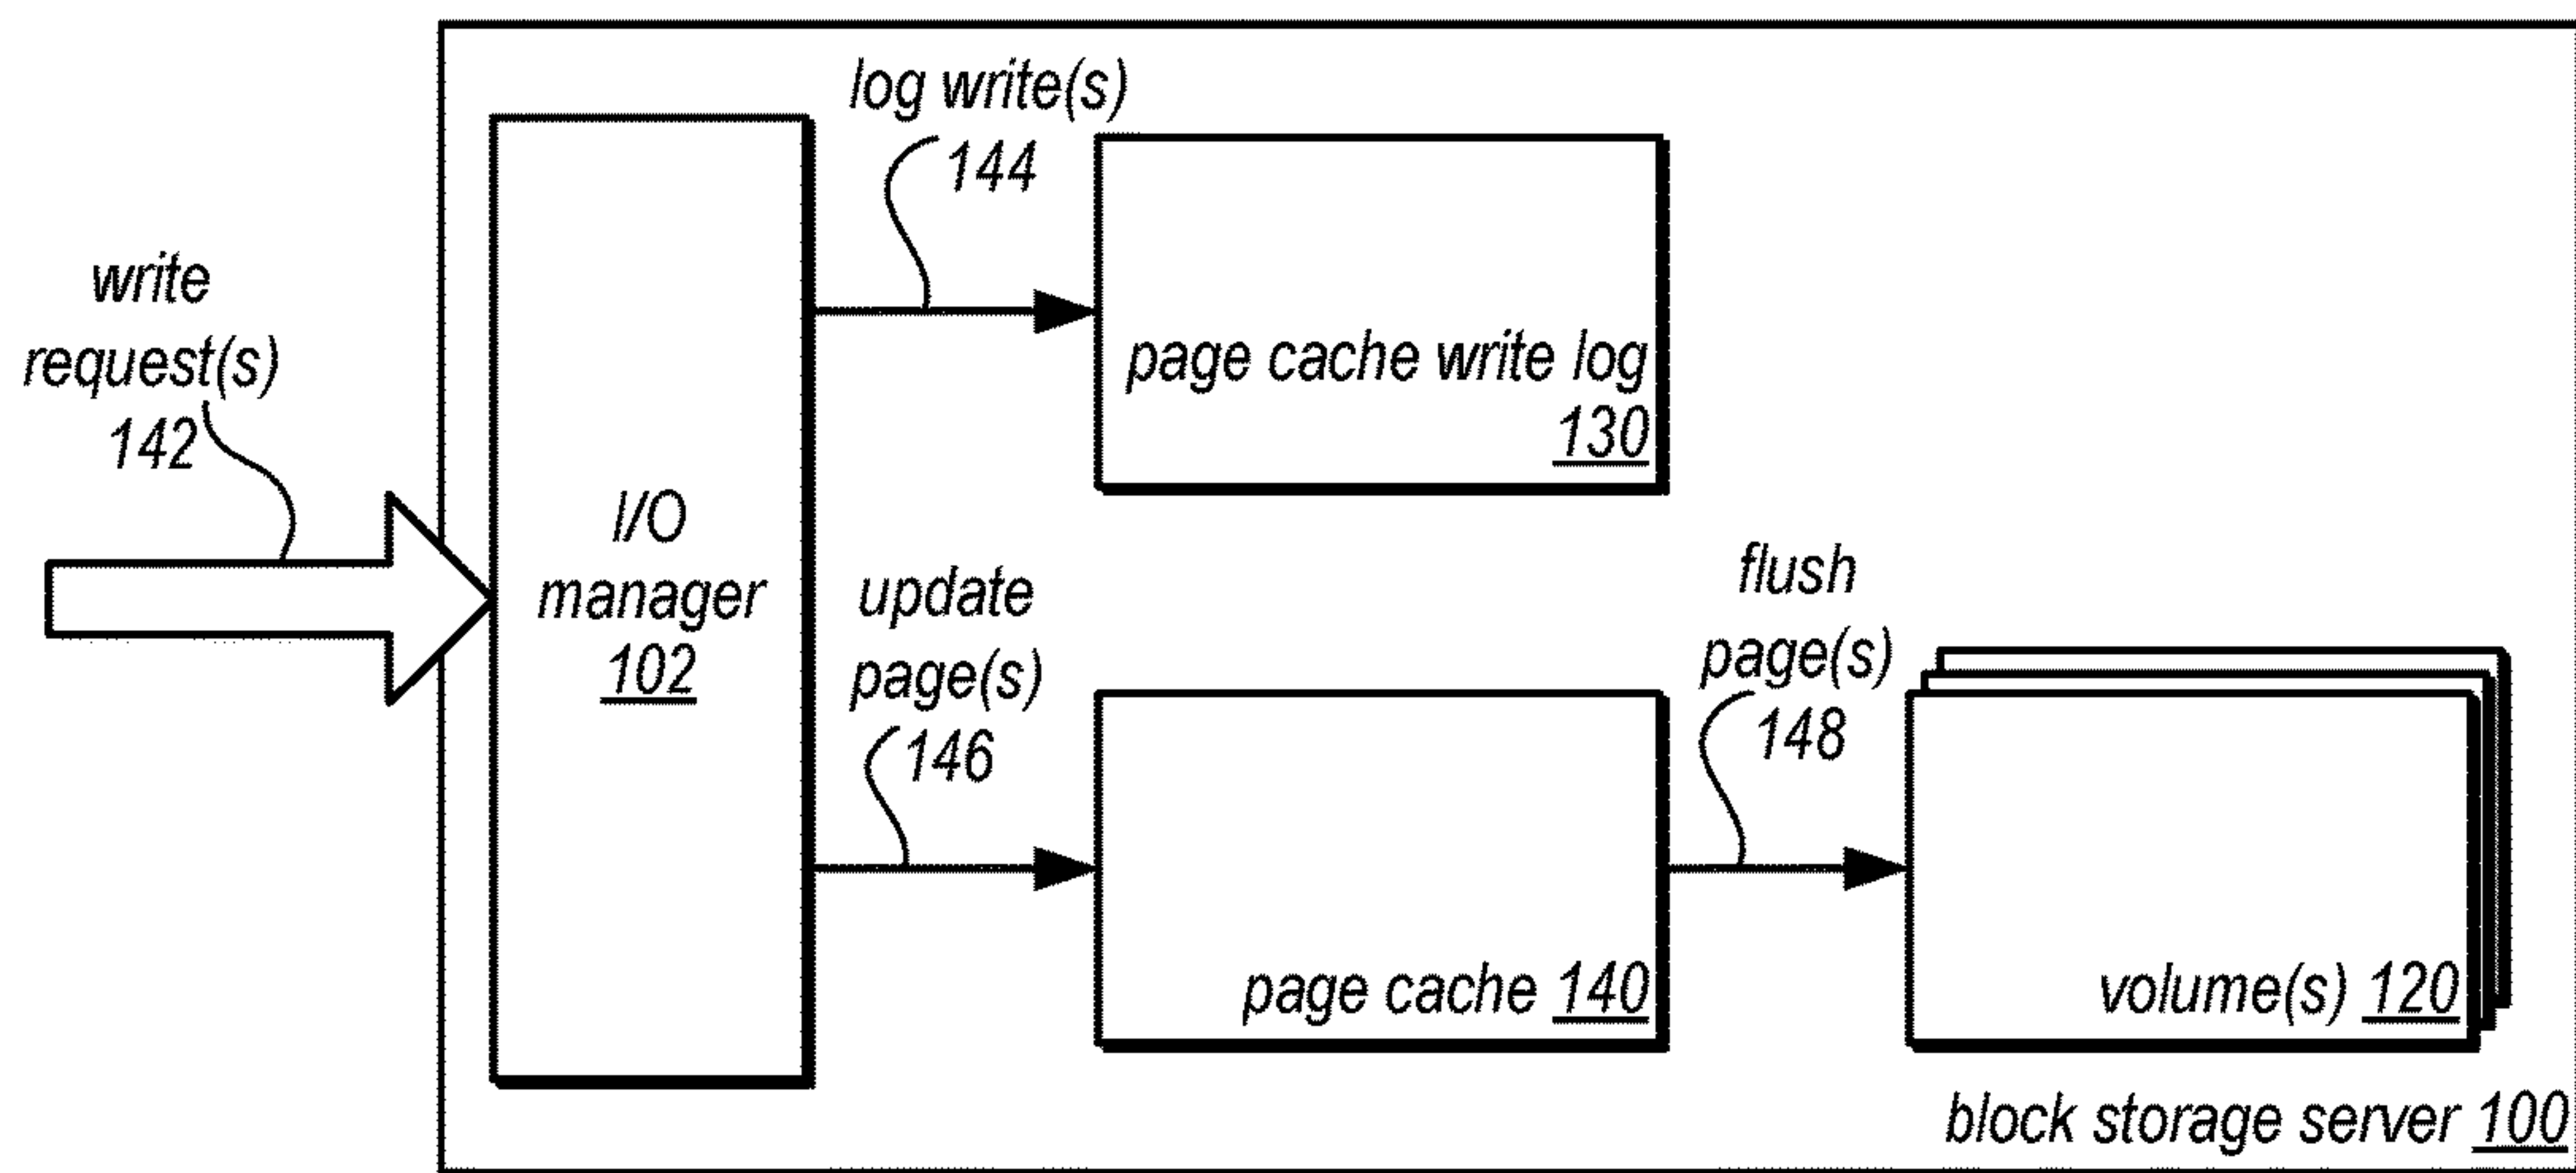 log write(s)
144
write
request(s)
142
page cache write log
130
I/O
manager
102
update
page(s)
146
flush
page(s)
148
page cache 140
volume(s) 120
block storage server 100